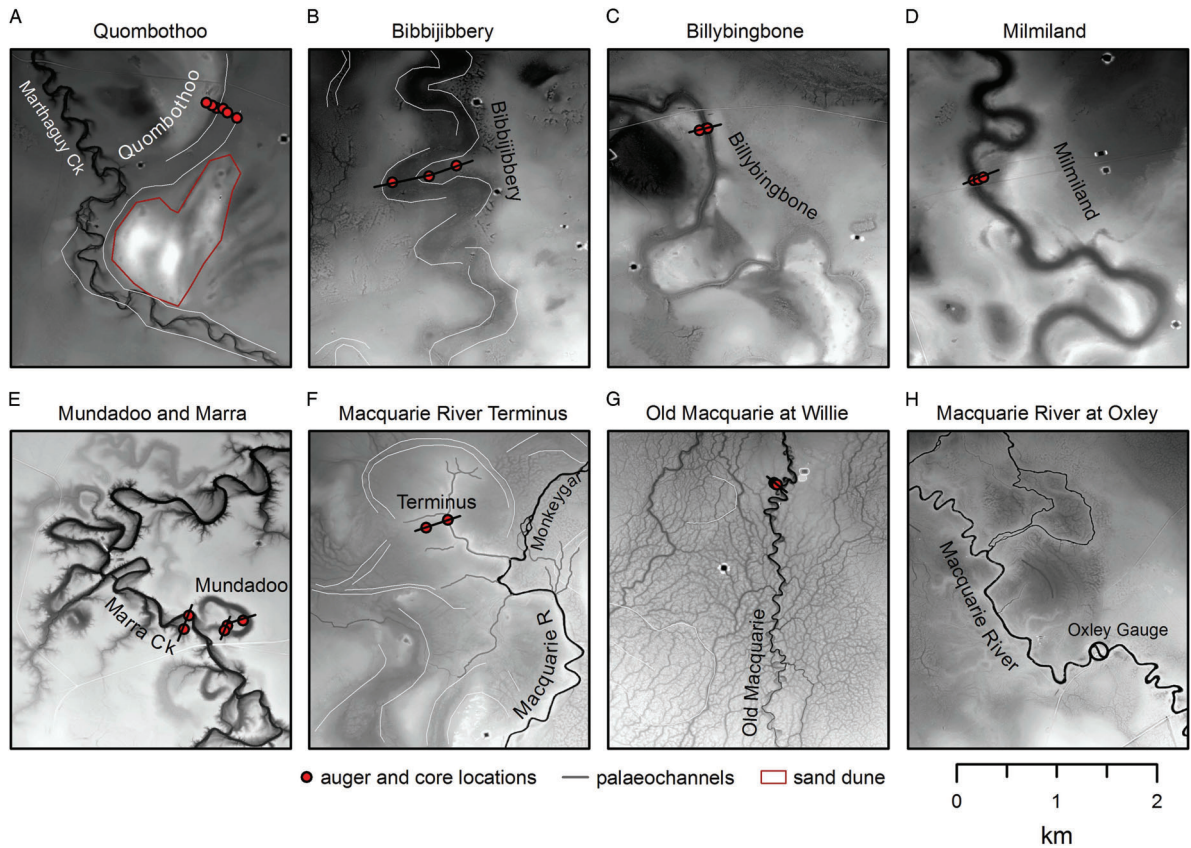 A
Quombothoo
Marthaguy Ck
Quombothoo
B
Bibbijibbery
Bibbijibbery
C
Billybingbone
Billybingbone
D
Milmiland
Milmiland
E
Mundadoo and Marra
Mundadoo
Marra Ck
F
Macquarie River Terminus
Terminus
Monkeygar
Macquarie R
G
Old Macquarie at Willie
Old Macquarie
H
Macquarie River at Oxley
Macquarie River
Oxley Gauge
auger and core locations
palaeochannels
sand dune
0 1 2
km